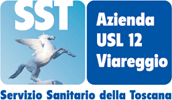 SST
Azienda
USL 12
Viareggio
Servizio Sanitario della Toscana